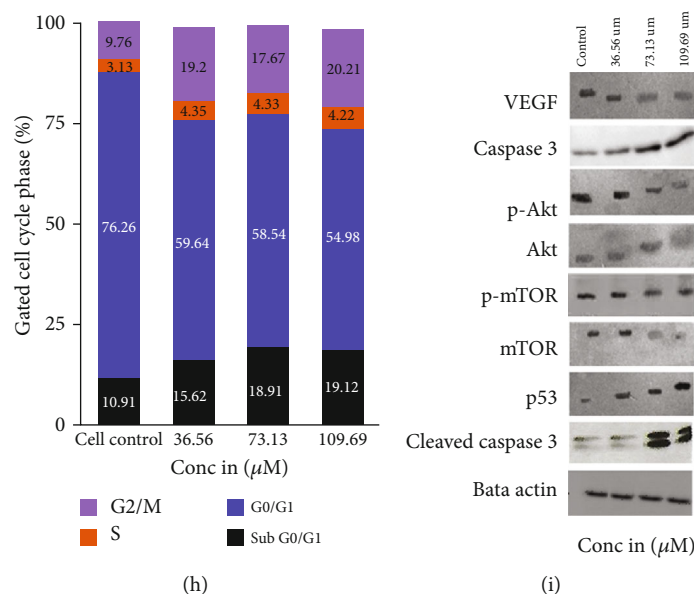 100
75
50
25
0
Gated cell cycle phase (%)
9.76
3.13
76.26
10.91
19.2
4.35
59.64
15.62
17.67
4.33
58.54
18.91
20.21
4.22
54.98
19.12
Cell control 36.56 73.13 109.69
Conc in (μM)
G2/M G0/G1
S Sub G0/G1
(h)
Control 36.56 um 73.13 um 109.69 um
VEGF
Caspase 3
p-Akt
Akt
p-mTOR
mTOR
p53
Cleaved caspase 3
Bata actin
Conc in (μM)
(i)